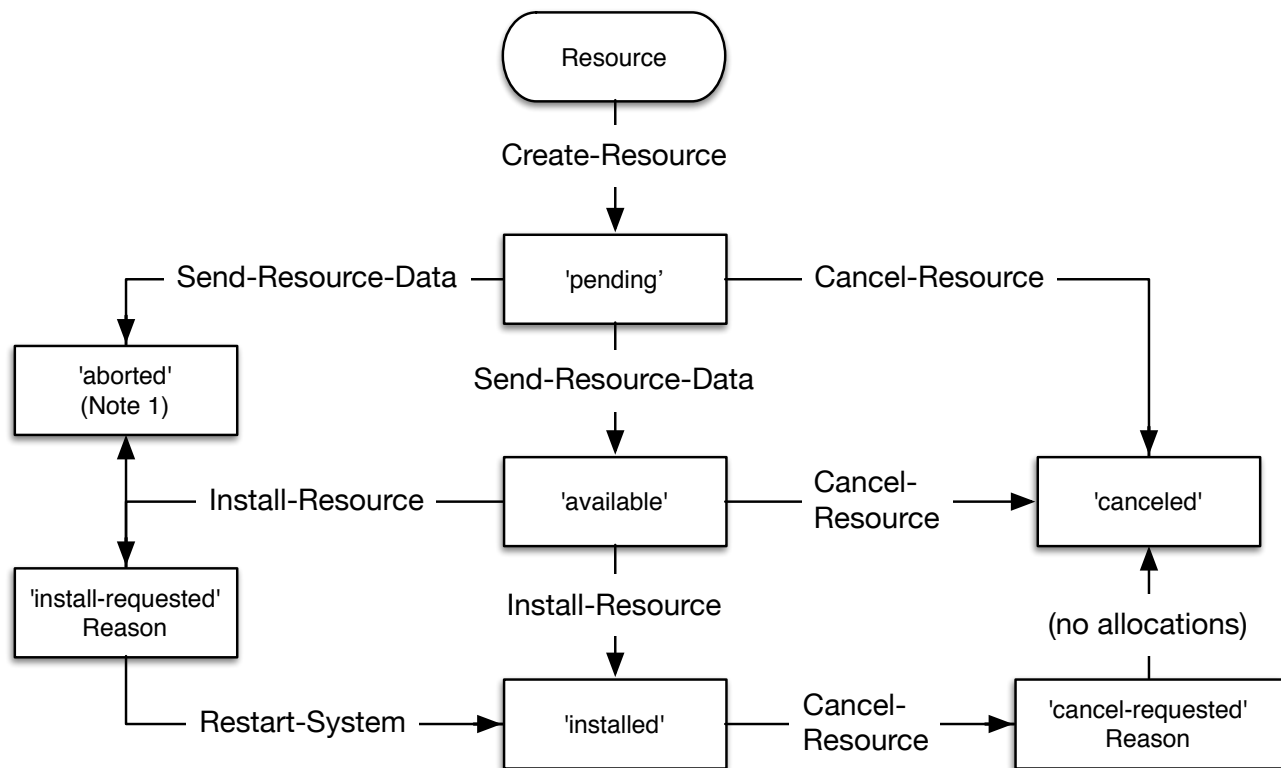 Resource
Create-Resource
Send-Resource-Data
'pending’
Cancel-Resource
'aborted'
(Note 1)
Send-Resource-Data
Install-Resource
'available'
Cancel-
Resource
'canceled'
'install-requested'
Reason
Install-Resource
(no allocations)
Restart-System
'installed'
Cancel-
Resource
'cancel-requested'
Reason